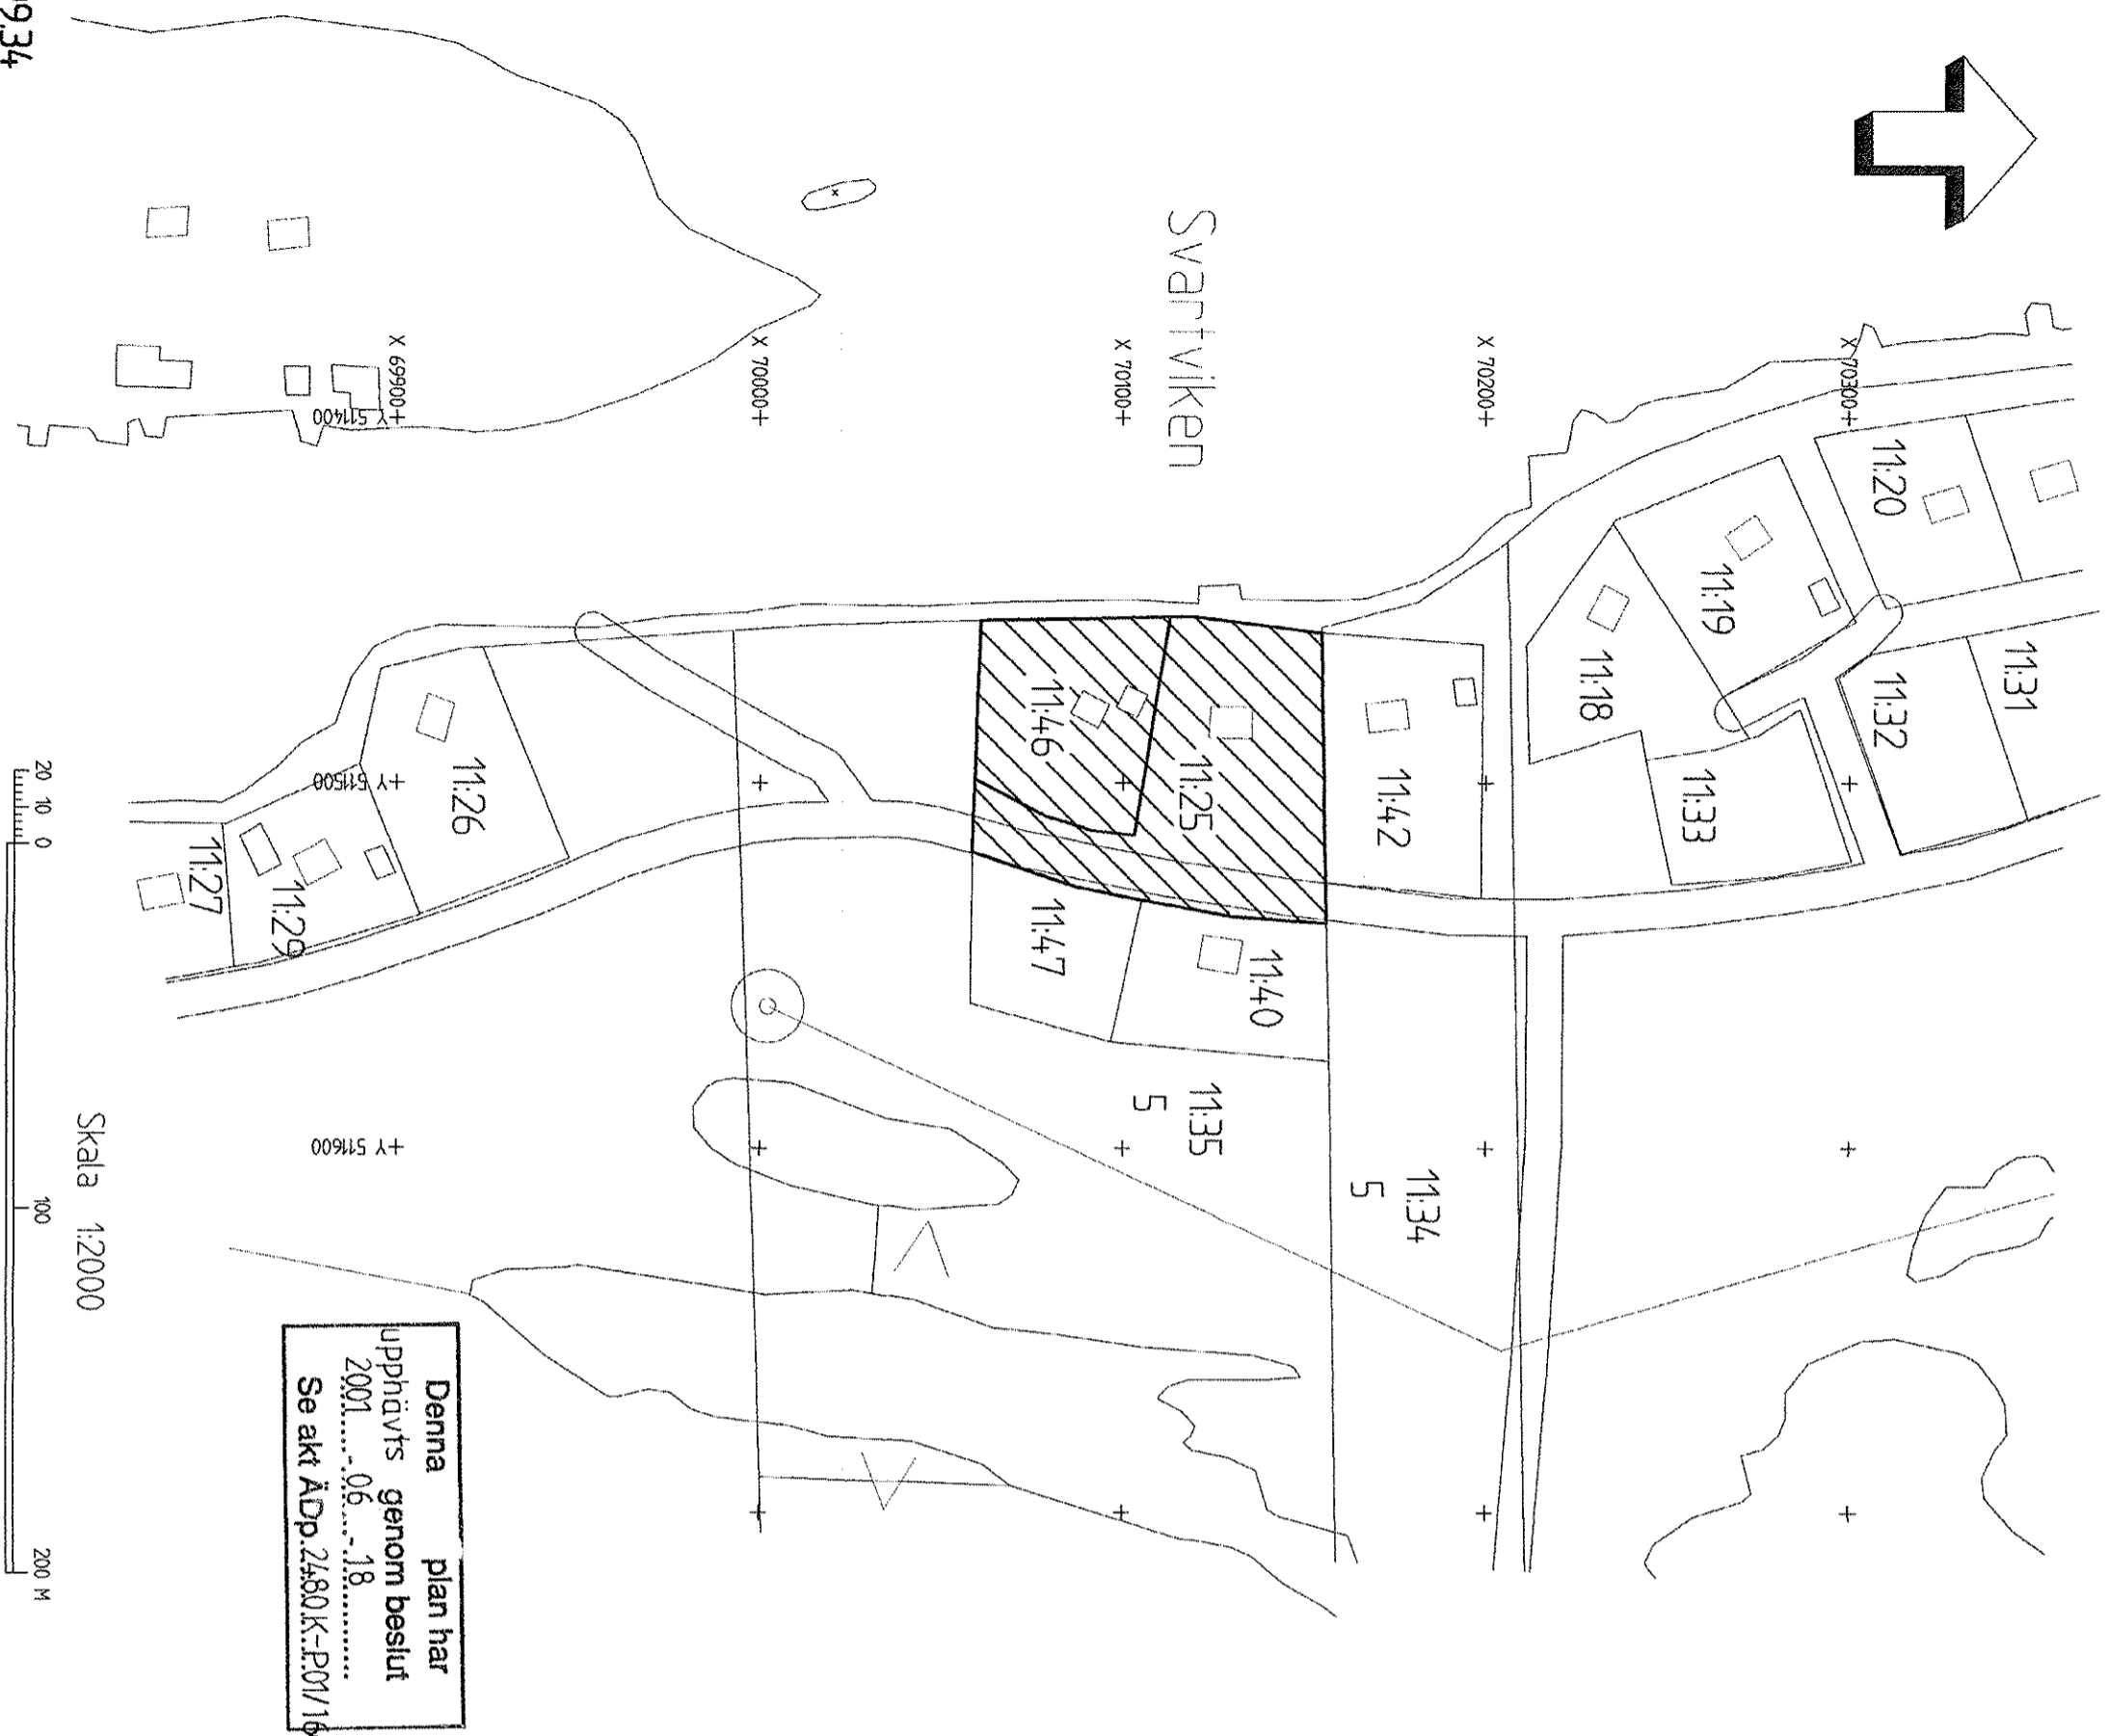 9.34
Svartviken
X 69900+
X 70000+
X 70100+
X 70200+
X 70300+
+Y 511400
+Y 511500
+Y 511600
11:20
11:19
11:18
11:31
11:32
11:33
11:42
11:25
11:46
11:26
11:27
11:29
11:47
11:40
11:35
5
11:34
5
20 10 0 100 200 M
Skala 1:2000
Denna plan har
upphävts genom beslut
2001 - 06 - 18
Se akt ÄDp.2480K-P01/16